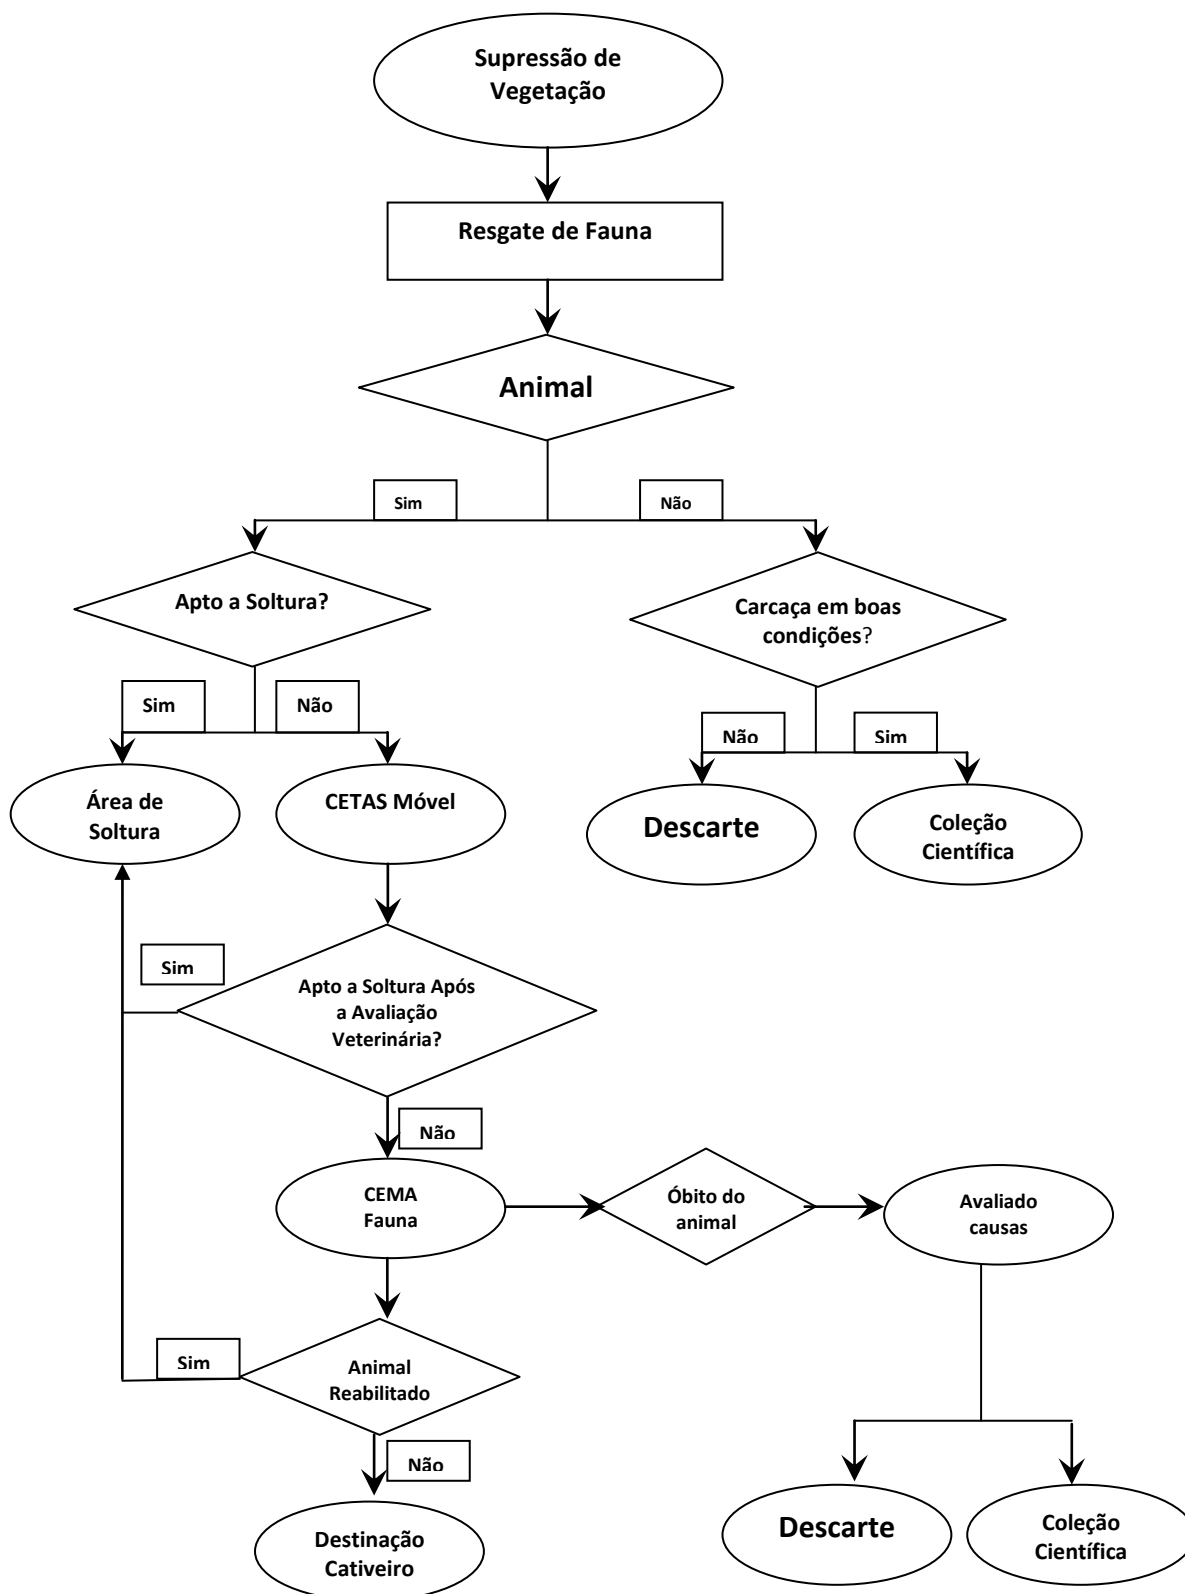 Supressão de
Vegetação
Resgate de Fauna
Animal
Sim
Não
Apto a Soltura?
Carcaça em boas
condições?
Sim
Não
Não
Sim
Área de
Soltura
CETAS Móvel
Descarte
Coleção
Científica
Sim
Apto a Soltura Após
a Avaliação
Veterinária?
Não
CEMA
Fauna
Óbito do
animal
Avaliado
causas
Sim
Animal
Reabilitado
Não
Destinação
Cativeiro
Descarte
Coleção
Científica